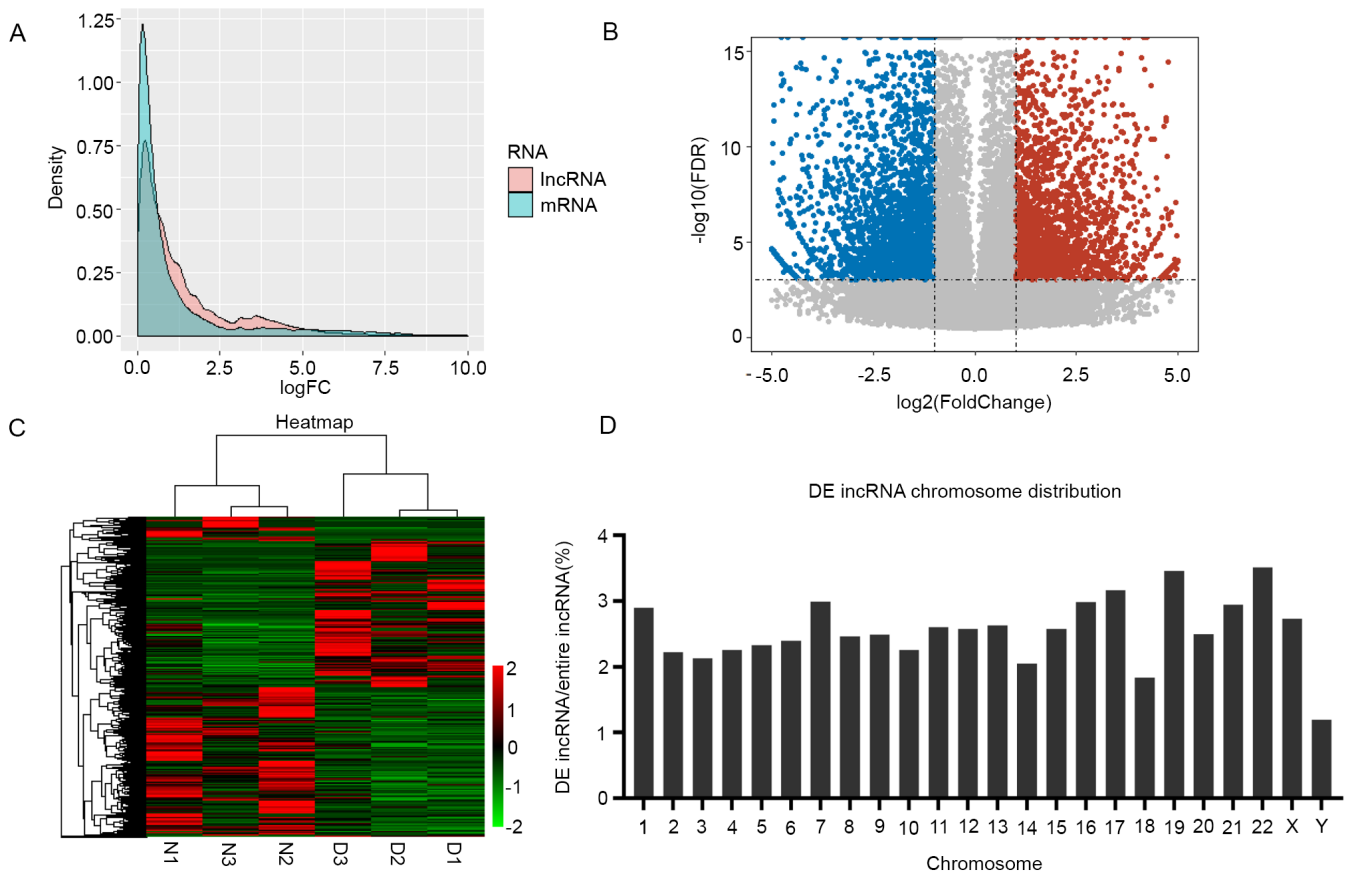 A
1.25
1.00
0.75
0.50
0.25
0.00
Density
0.0
2.5
5.0
7.5
10.0
logFC
RNA
lncRNA
mRNA
B
15
10
5
0
-log10(FDR)
- -5.0
-2.5
0.0
2.5
5.0
log2(FoldChange)
C
Heatmap
2
1
0
-1
-2
N1
N3
N2
D3
D2
D1
D
DE incRNA chromosome distribution
DE incRNA/entire incRNA(%)
4
3
2
1
0
1 2 3 4 5 6 7 8 9 10 11 12 13 14 15 16 17 18 19 20 21 22 X Y
Chromosome